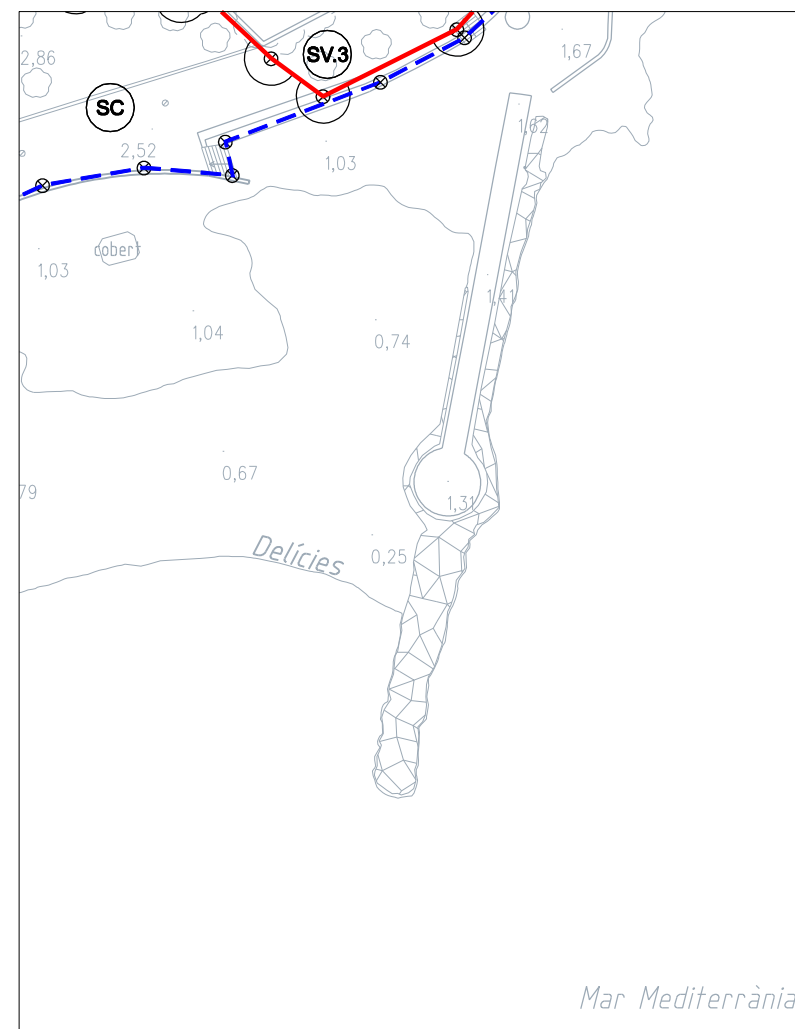 2,86
SV.3
1,67
SC
1,62
2,52
1,03
cobert
1,03
1,41
1,04
0,74
0,67
79
1,31
Delícies
0,25
Mar Mediterrània